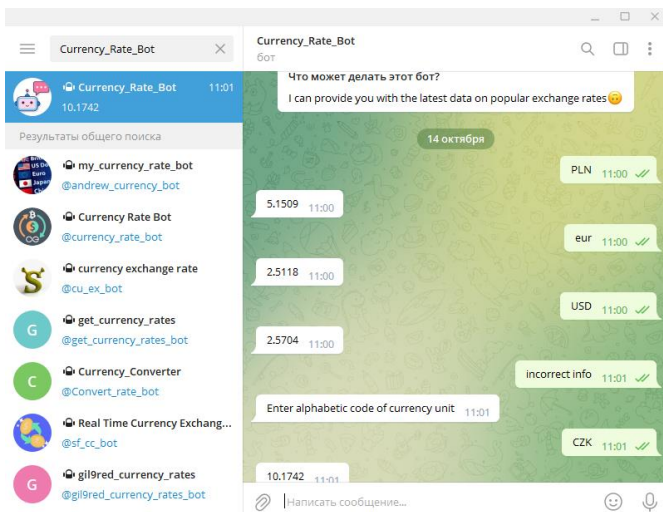 Currency_Rate_Bot
Currency_Rate_Bot 11:01
10.1742
Результаты общего поиска
my_currency_rate_bot
@andrew_currency_bot
Currency Rate Bot
@currency_rate_bot
currency exchange rate
@cu_ex_bot
G
get_currency_rates
@get_currency_rates_bot
C
Currency_Converter
@Convert_rate_bot
Real Time Currency Exchang...
@sf_cc_bot
G
gil9red_currency_rates
@gil9red_currency_rates_bot
Currency_Rate_Bot
бот
Что может делать этот бот?
I can provide you with the latest data on popular exchange rates
14 октября
PLN 11:00
5.1509 11:00
eur 11:00
2.5118 11:00
USD 11:00
2.5704 11:00
incorrect info 11:01
Enter alphabetic code of currency unit 11:01
CZK 11:01
10.1742 11:01
Написать сообщение...